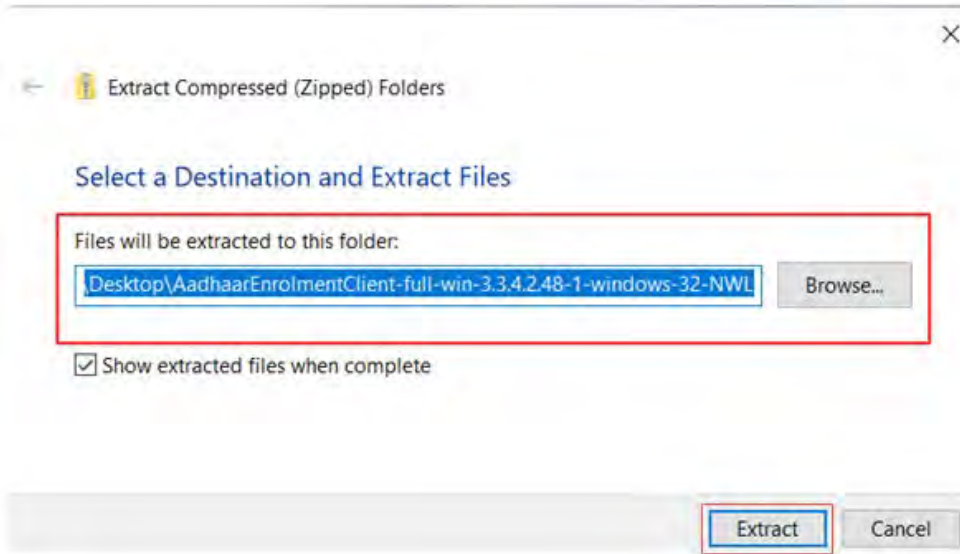 Extract Compressed (Zipped) Folders
Select a Destination and Extract Files
Files will be extracted to this folder:
\Desktop\AadhaarEnrolmentClient-full-win-3.3.4.2.48-1-windows-32-NWL
Browse...
Show extracted files when complete
Extract
Cancel